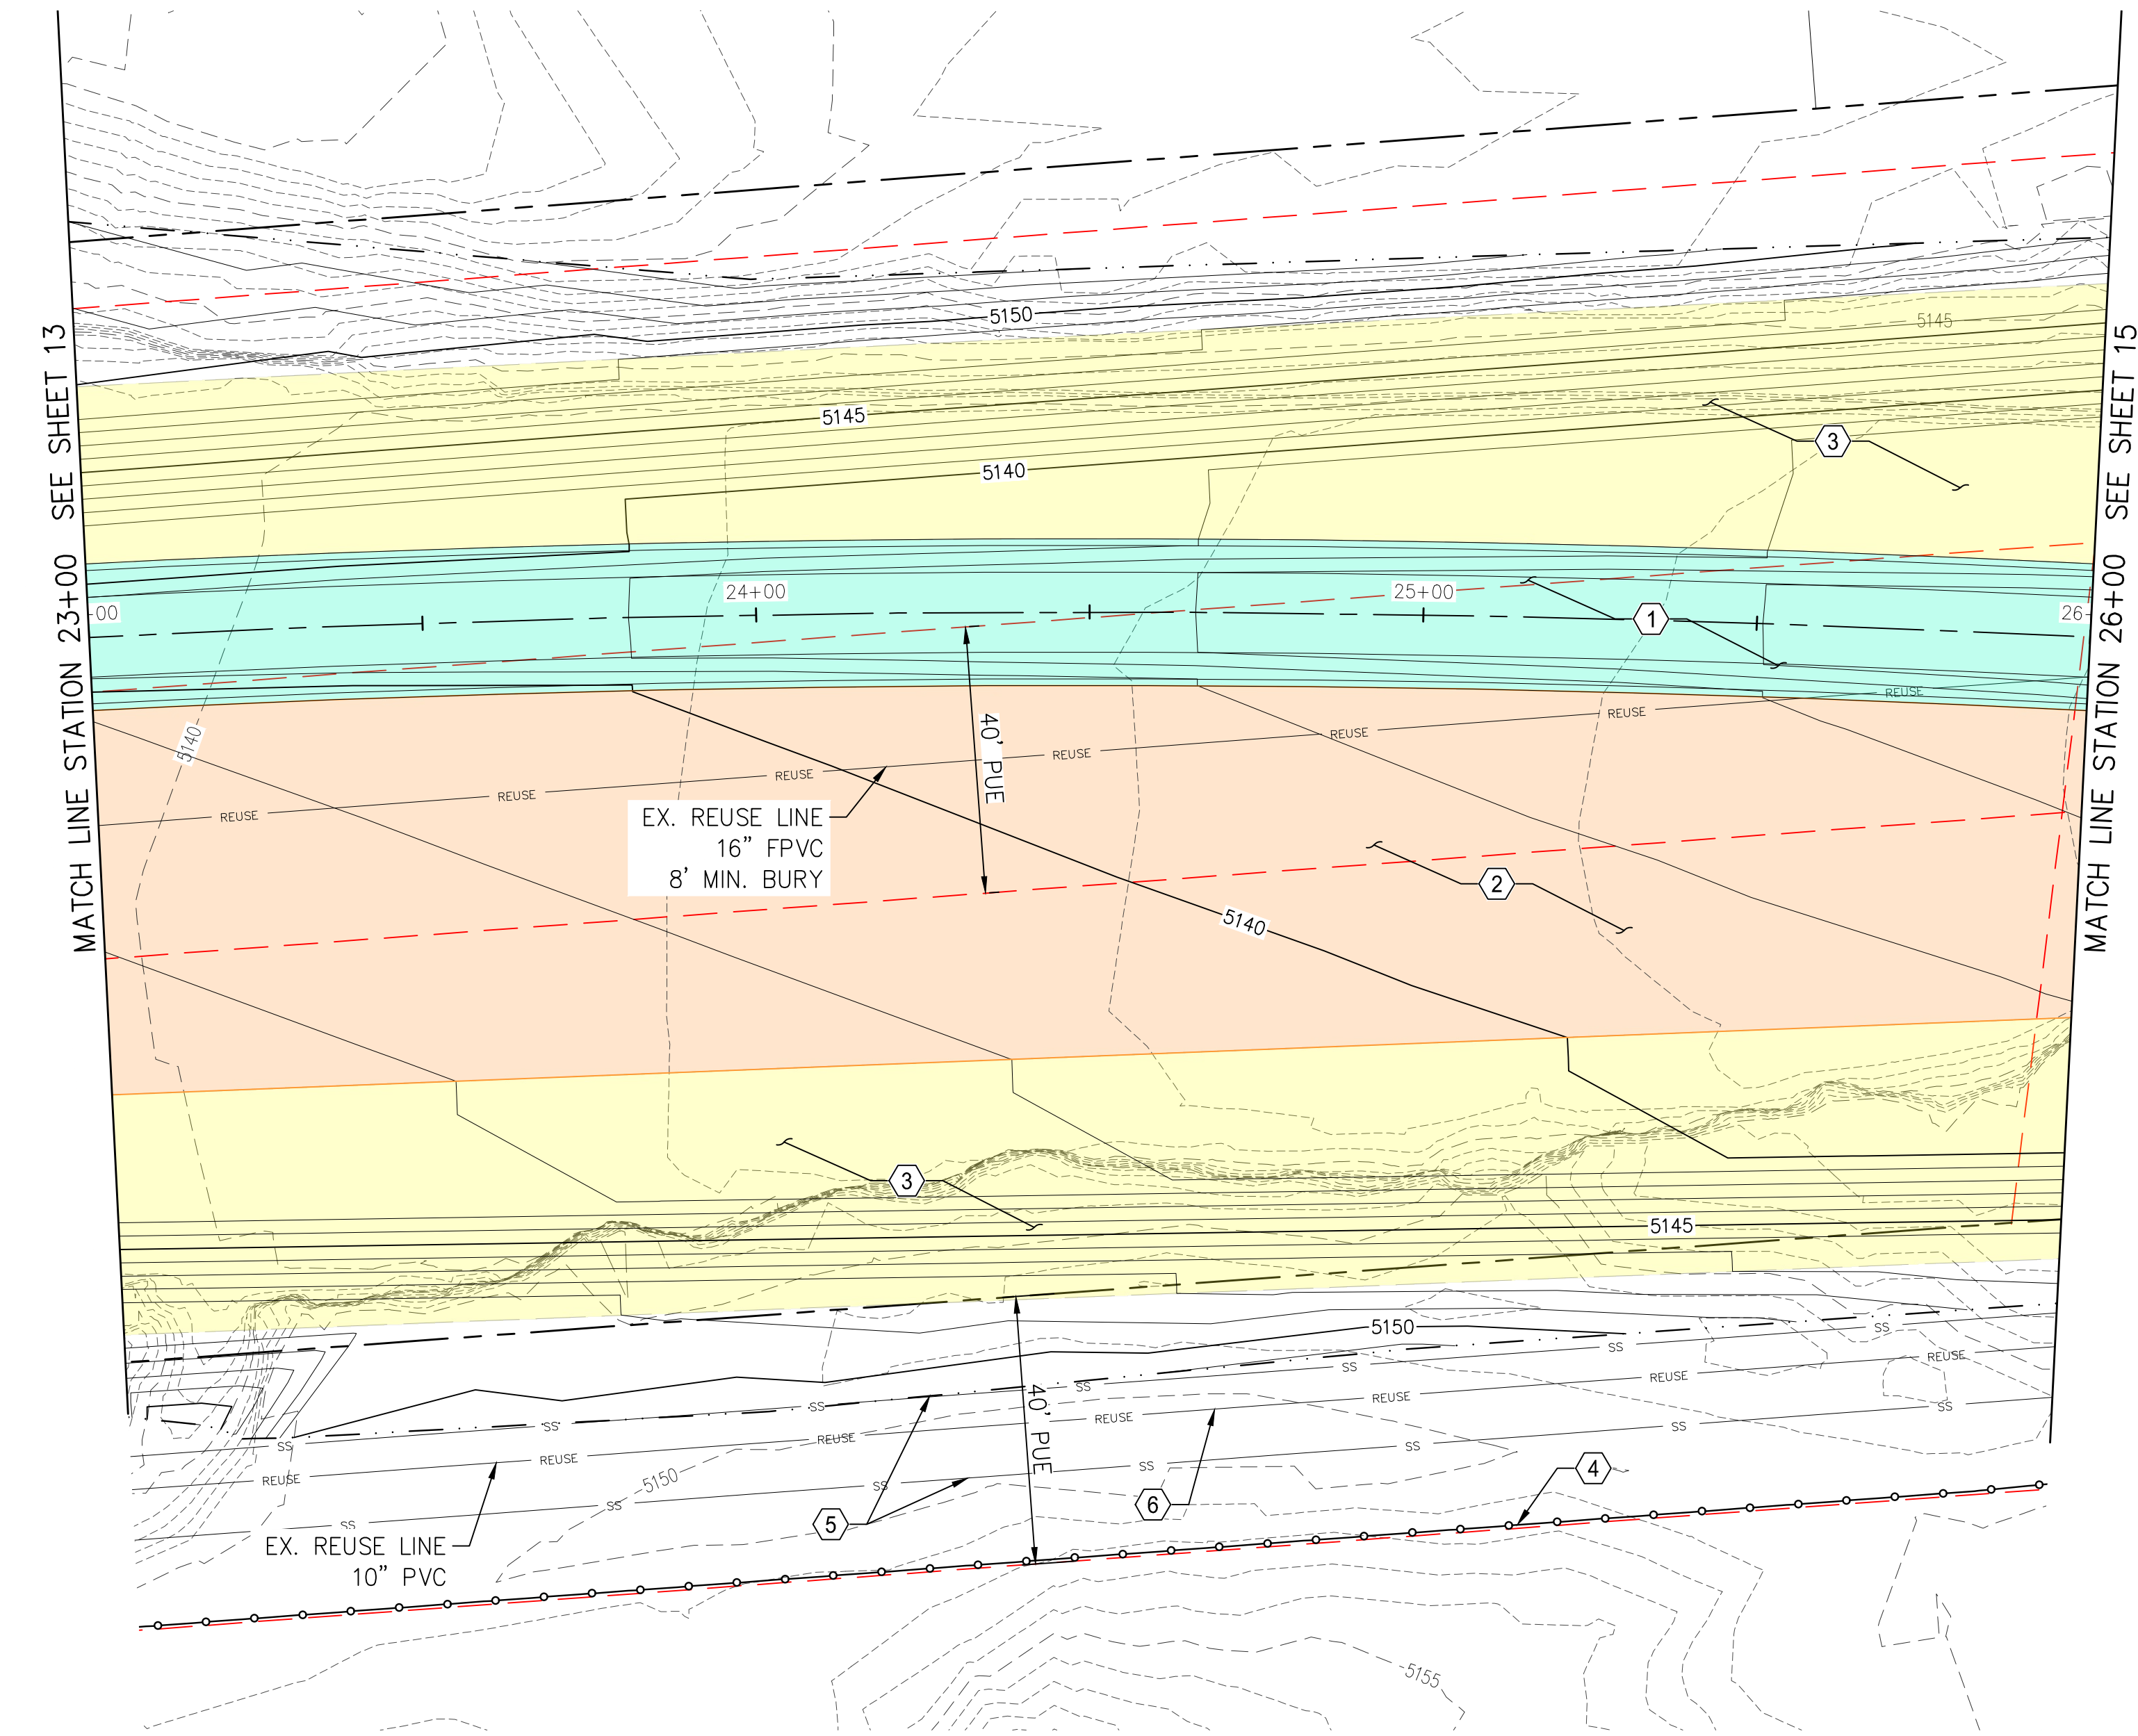 MATCH LINE STATION 23+00 SEE SHEET 13
MATCH LINE STATION 26+00 SEE SHEET 15
5150
5145
5145
5140
3
-00
24+00
25+00
26
1
REUSE
REUSE
REUSE
REUSE
REUSE
REUSE
REUSE
5140
40' PUE
EX. REUSE LINE
16" FPVC
8' MIN. BURY
2
5140
3
5145
5150
SS
SS
SS
SS
SS
SS
SS
REUSE
REUSE
REUSE
REUSE
REUSE
REUSE
40' PUE
SS
SS
SS
SS
SS
SS
SS
5150
4
5
6
EX. REUSE LINE
10" PVC
5155